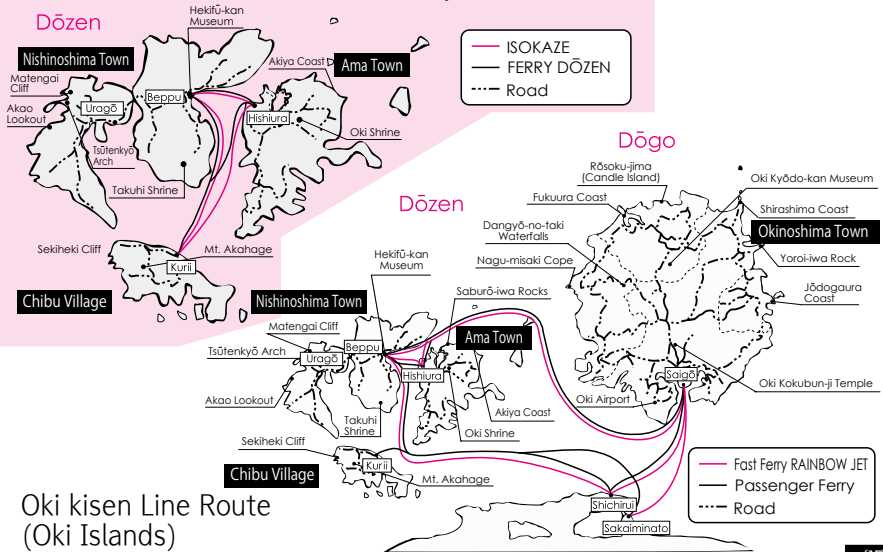 Dōzen
Hekifū-kan
Museum
Nishinoshima Town
Matengai
Cliff
Akao
Lookout
Uragō
Beppu
Akiya Coast
Ama Town
Hishiura
Oki Shrine
Tsūtenkyō
Arch
Takuhi Shrine
Sekiheki Cliff
Mt. Akahage
Kurii
Chibu Village
ISOKAZE
FERRY DŌZEN
Road
Dōgo
Rōsoku-jima
(Candle Island)
Fukuura Coast
Dangyō-no-taki
Waterfalls
Nagu-misaki Cope
Oki Kyōdo-kan Museum
Shirashima Coast
Okinoshima Town
Yoroi-iwa Rock
Jōdogaura
Coast
Saigō
Oki Airport
Oki Kokubun-ji Temple
Dōzen
Hekifū-kan
Museum
Nishinoshima Town
Saburō-iwa Rocks
Matengai Cliff
Tsūtenkyō Arch
Uragō
Beppu
Ama Town
Hishiura
Akao Lookout
Takuhi
Shrine
Akiya Coast
Oki Shrine
Sekiheki Cliff
Kurii
Chibu Village
Mt. Akahage
Shichirui
Sakaiminato
Fast Ferry RAINBOW JET
Passenger Ferry
Road
Oki kisen Line Route
(Oki Islands)